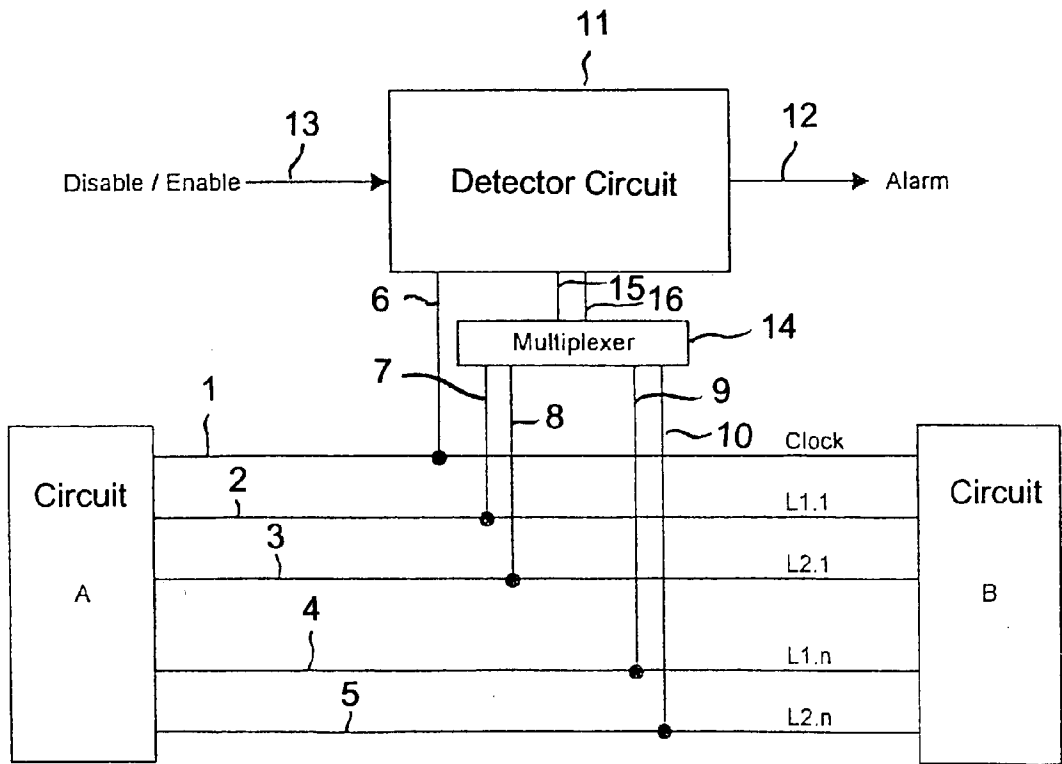 11
13
12
Disable / Enable
Detector Circuit
Alarm
6
15
16
Multiplexer
14
7
8
9
10
1
Clock
Circuit
A
Circuit
B
2
L1.1
3
L2.1
4
L1.n
5
L2.n